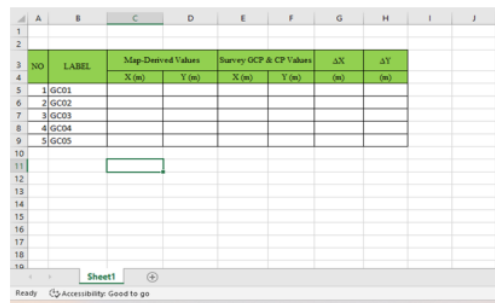 A B C D E F G H I J
1
2
3 NO LABEL Map-Derived Values Survey GCP & CP Values ΔX ΔY
4 X (m) Y (m) X (m) Y (m) (m) (m)
5 1 GC01
6 2 GC02
7 3 GC03
8 4 GC04
9 5 GC05
10
11
12
13
14
15
16
17
18
19
Sheet1
Ready Accessibility: Good to go